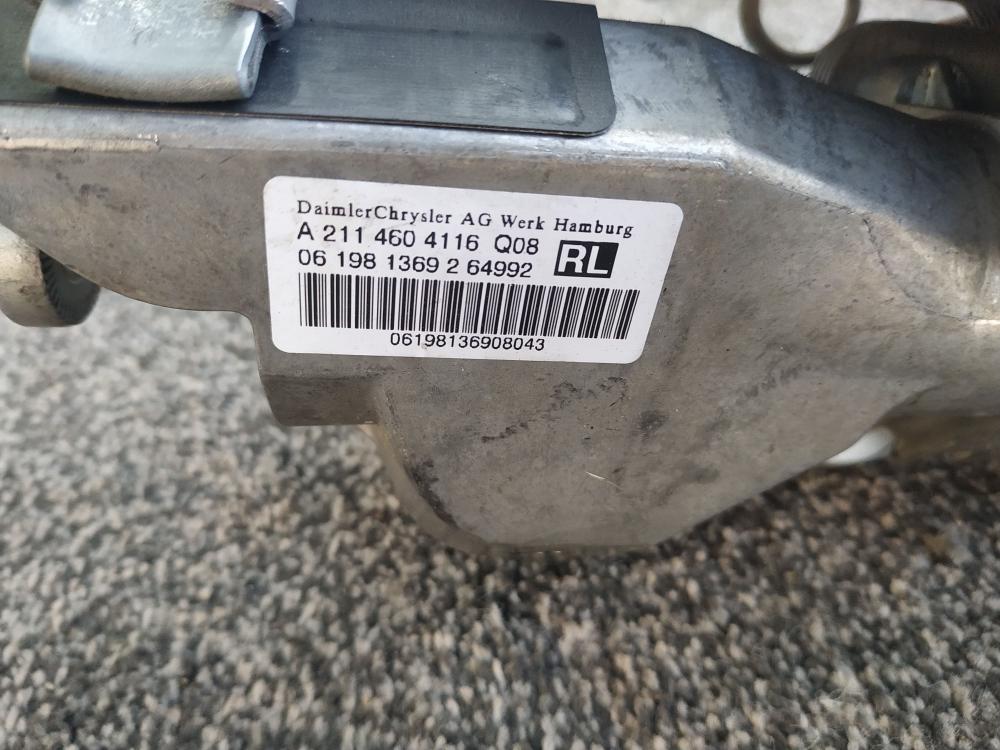 DaimlerChrysler AG Werk Hamburg
A 211 460 4116 Q08
06 198 1369 2 64992 RL
06198136908043